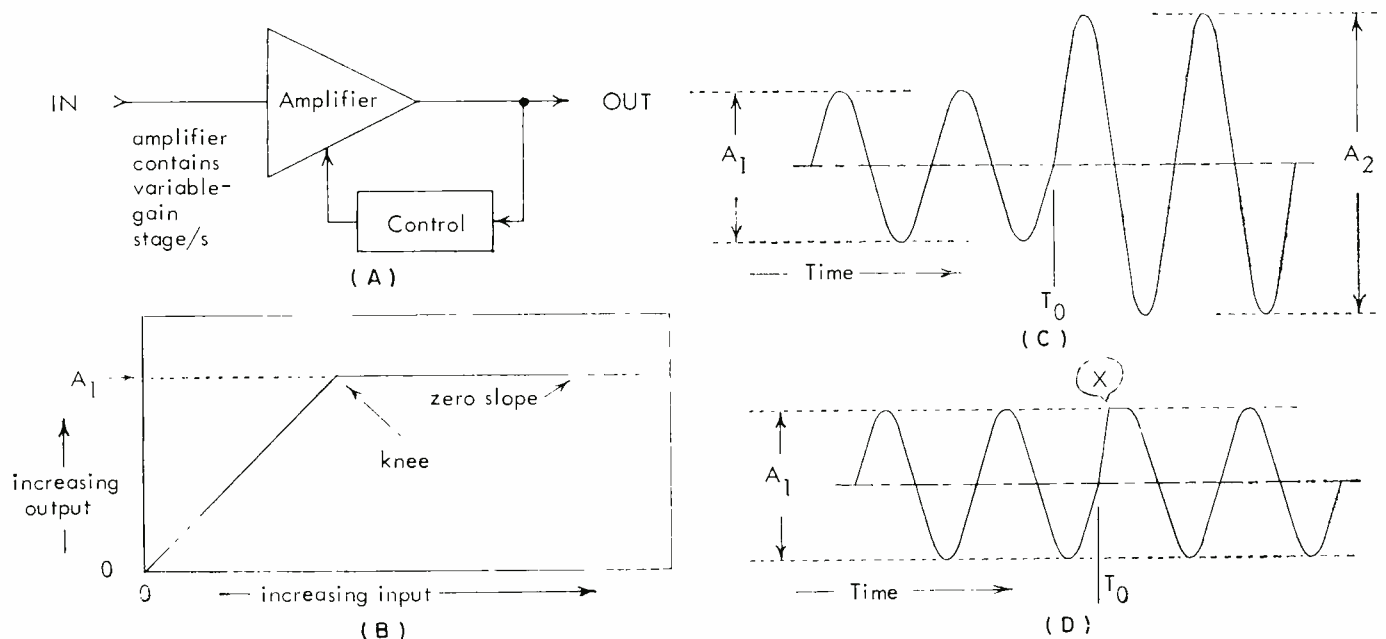 IN
Amplifier
OUT
amplifier
contains
variable-
gain
stage/s
Control
(A)
A1
zero slope
knee
increasing
output
0
0
increasing input
(B)
A1
A2
Time
T0
(C)
X
A1
Time
T0
(D)